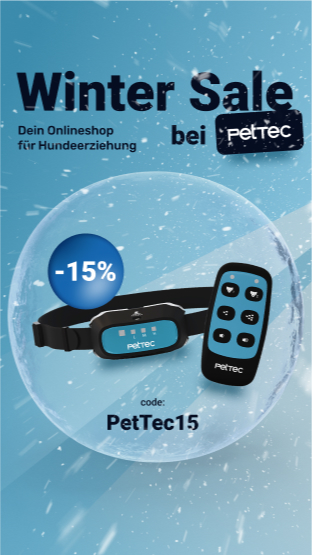 Winter Sale
Dein Onlineshop
für Hundeerziehung
bei PetTec
-15%
PetTec
PetTec
code:
PetTec15